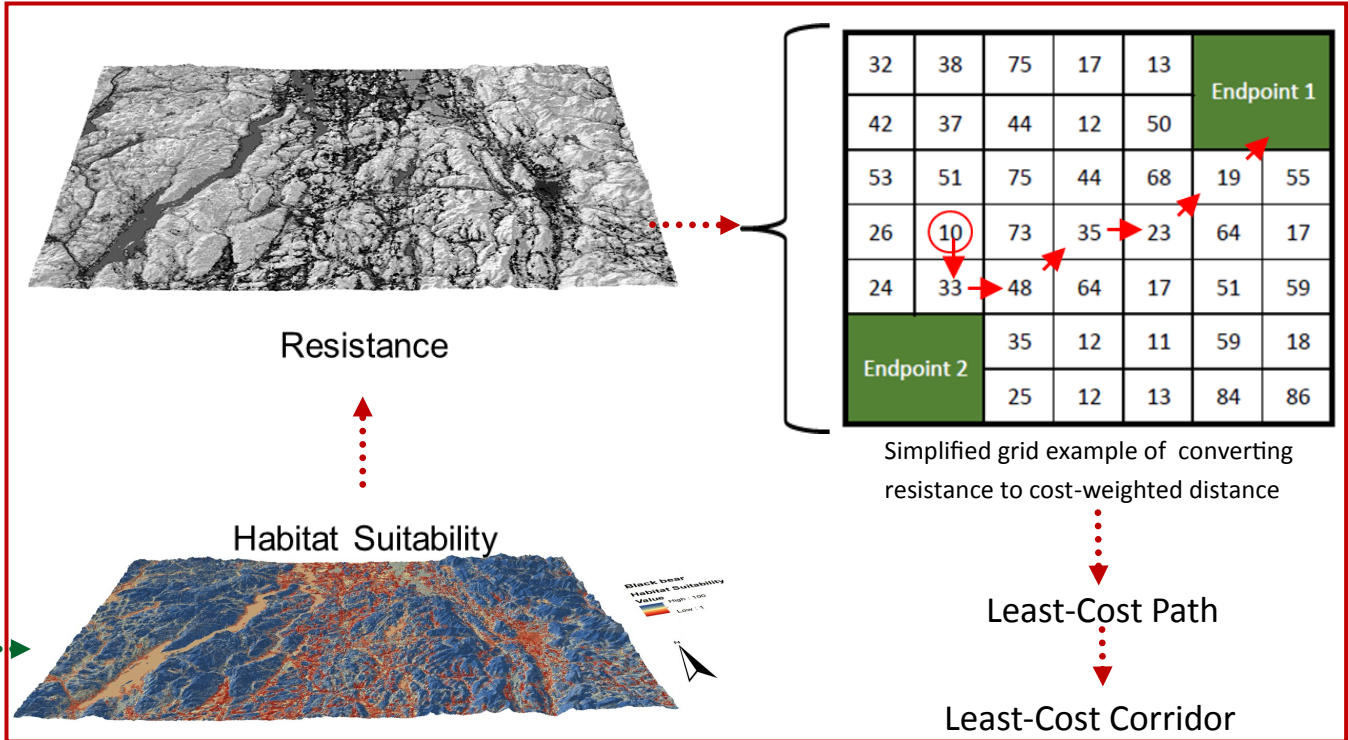 32 38 75 17 13
Endpoint 1
42 37 44 12 50
53 51 75 44 68 19 55
26 10 73 35 23 64 17
24 33 48 64 17 51 59
35 12 11 59 18
Endpoint 2
25 12 13 84 86
Simplified grid example of converting
resistance to cost-weighted distance
Resistance
Habitat Suitability
Black bear
Habitat Suitability
Value
High : 100
Low : 1
N
Least-Cost Path
Least-Cost Corridor